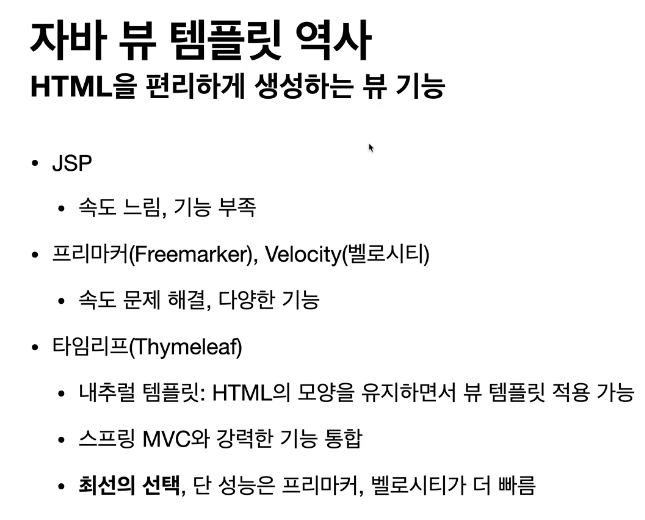 자바 뷰 템플릿 역사
HTML을 편리하게 생성하는 뷰 기능
• JSP
• 속도 느림, 기능 부족
• 프리마커(Freemarker), Velocity(벨로시티)
• 속도 문제 해결, 다양한 기능
• 타임리프(Thymeleaf)
• 내추럴 템플릿: HTML의 모양을 유지하면서 뷰 템플릿 적용 가능
• 스프링 MVC와 강력한 기능 통합
• 최선의 선택, 단 성능은 프리마커, 벨로시티가 더 빠름